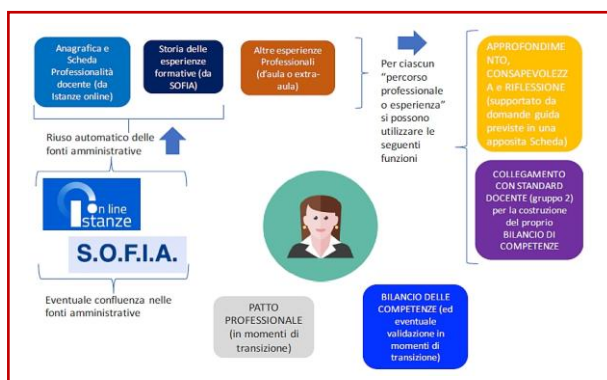 Anagrafica e
Scheda
Professionalità
docente (da
Istanze online)
Storia delle
esperienze
formative (da
SOFIA)
Altre esperienze
Professionali
(d'aula o extra-
aula)
Per ciascun
"percorso
professionale
o esperienza"
si possono
utilizzare le
seguenti
funzioni
APPROFONDIME
NTO,
CONSAPEVOLEZZ
A e RIFLESSIONE
(supportato da
domande guida
previste in una
apposita Scheda)
Riuso automatico delle
fonti amministrative
COLLEGAMENTO
CON STANDARD
DOCENTE (gruppo 2)
per la costruzione
del proprio
BILANCIO DI
COMPETENZE
on line
Istanze
S.O.F.I.A.
Eventuale confluenza nelle
fonti amministrative
PATTO
PROFESSIONALE
(in momenti di
transizione)
BILANCIO DELLE
COMPETENZE (ed
eventuale
validazione in
momenti di
transizione)